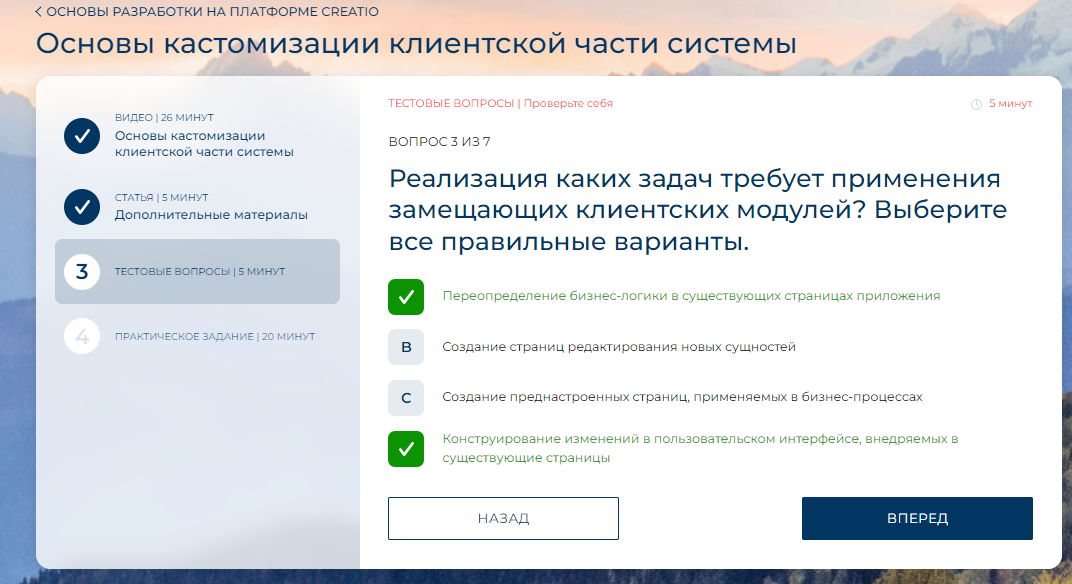 ОСНОВЫ РАЗРАБОТКИ НА ПЛАТФОРМЕ CREATIO
Основы кастомизации клиентской части системы
ВИДЕО | 26 МИНУТ
Основы кастомизации
клиентской части системы
СТАТЬЯ | 5 МИНУТ
Дополнительные материалы
3
ТЕСТОВЫЕ ВОПРОСЫ | 5 МИНУТ
4
ПРАКТИЧЕСКОЕ ЗАДАНИЕ | 20 МИНУТ
ТЕСТОВЫЕ ВОПРОСЫ | Проверьте себя
5 минут
ВОПРОС 3 ИЗ 7
Реализация каких задач требует применения
замещающих клиентских модулей? Выберите
все правильные варианты.
Переопределение бизнес-логики в существующих страницах приложения
B
Создание страниц редактирования новых сущностей
C
Создание преднастроенных страниц, применяемых в бизнес-процессах
Конструирование изменений в пользовательском интерфейсе, внедряемых в
существующие страницы
НАЗАД
ВПЕРЕД